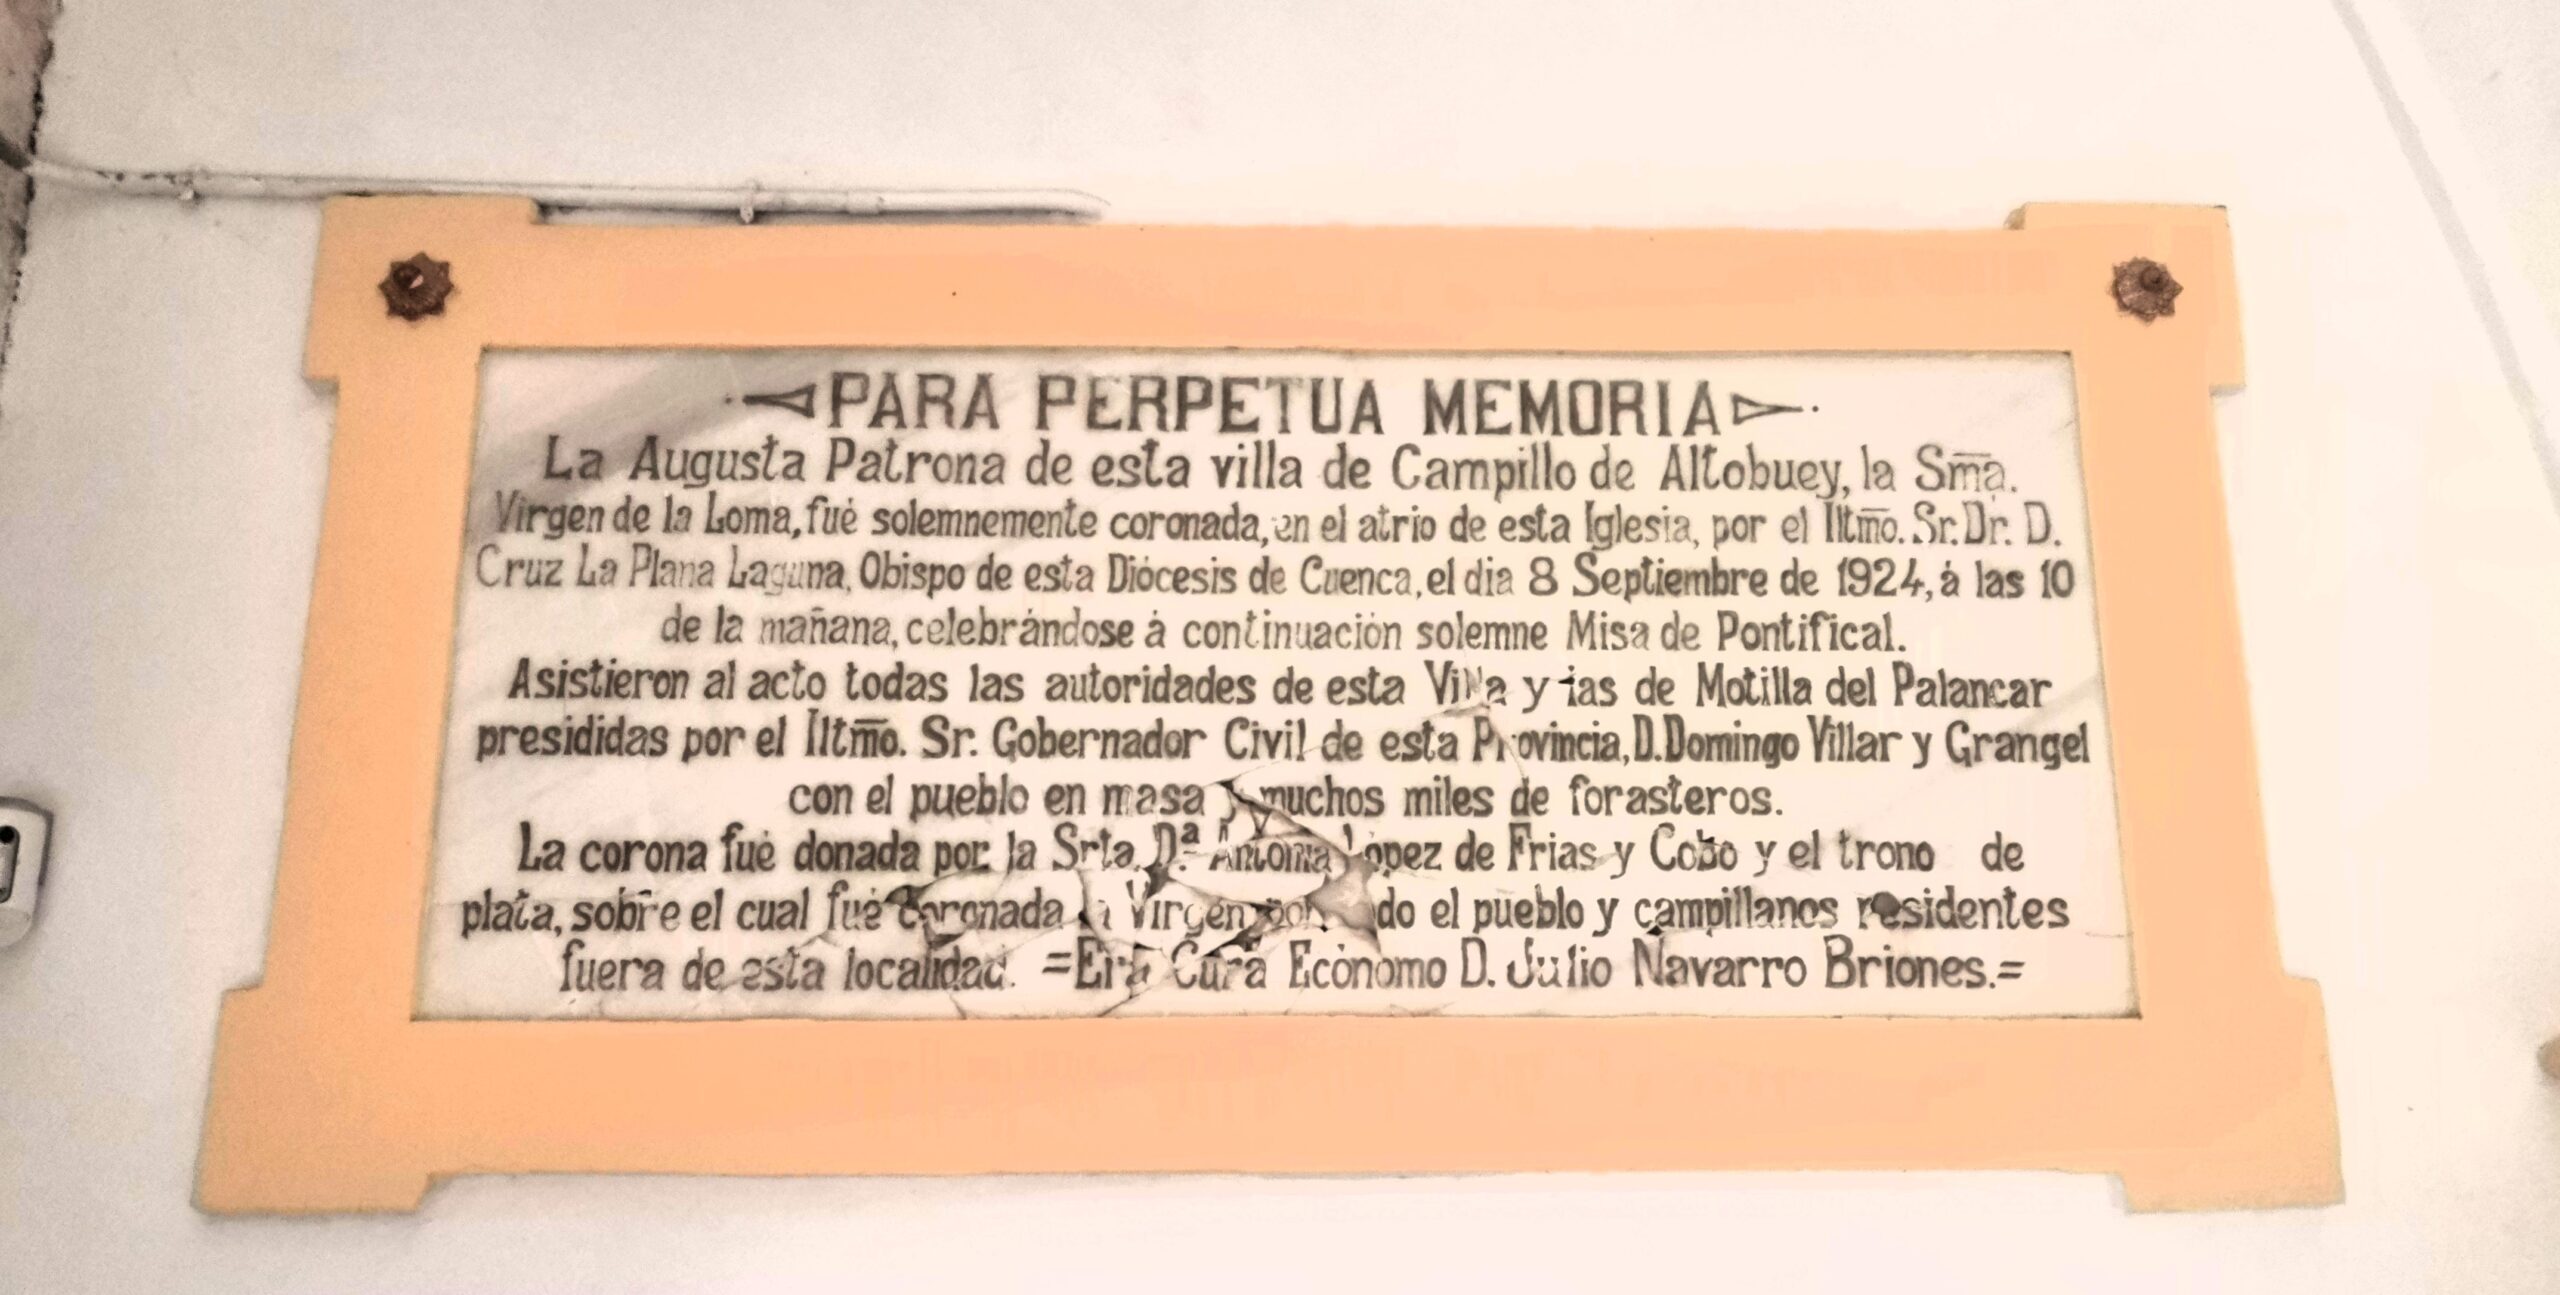 PARA PERPETUA MEMORIA
La Augusta Patrona de esta villa de Campillo de Altobuey, la Sma.
Virgen de la Loma, fué solemnemente coronada, en el atrio de esta Iglesia, por el Iltmo. Sr. Dr. D.
Cruz La Plana Laguna, Obispo de esta Diócesis de Cuenca, el dia 8 Septiembre de 1924, á las 10
de la mañana, celebrándose á continuación solemne Misa de Pontifical.
Asistieron al acto todas las autoridades de esta Villa y las de Motilla del Palancar
presididas por el Iltmo. Sr. Gobernador Civil de esta Provincia, D. Domingo Villar y Grangel
con el pueblo en masa y muchos miles de forasteros.
La corona fué donada por la Srta. Dª Antonia López de Frias y Cobo y el trono de
plata, sobre el cual fué coronada la Virgen, el pueblo y campillanos residentes
fuera de esta localidad. =Era Cura Ecónomo D. Julio Navarro Briones.=